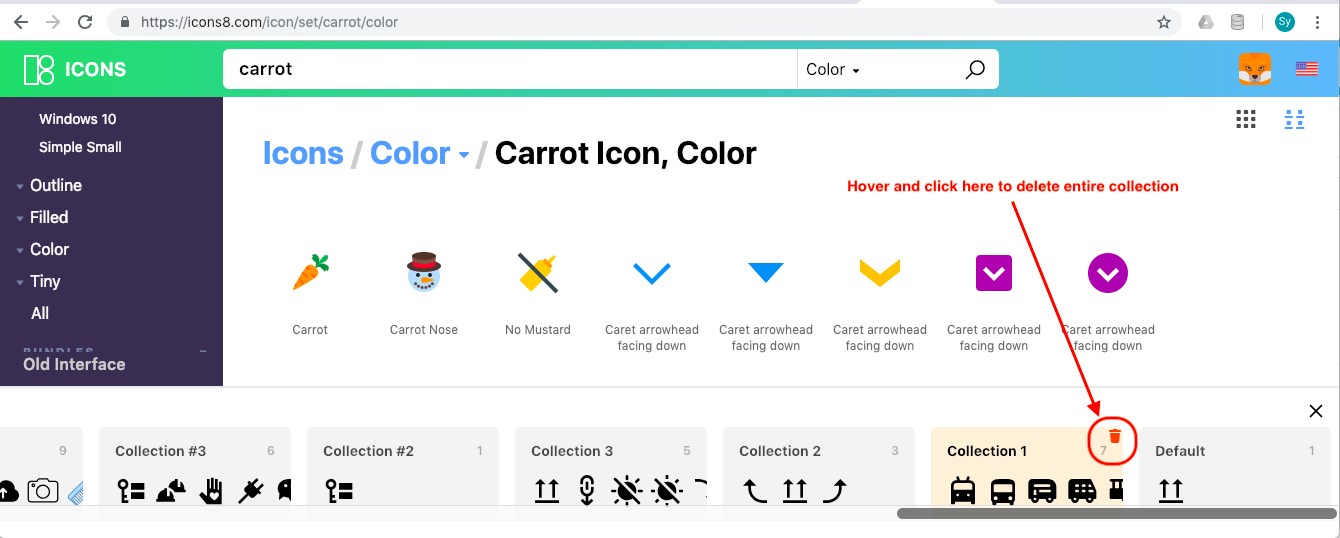 https://icons8.com/icon/set/carrot/color
Sy
ICONS
carrot
Color
Windows 10
Simple Small
Outline
Filled
Color
Tiny
All
BUNDLES
Old Interface
Icons / Color / Carrot Icon, Color
Hover and click here to delete entire collection
Carrot
Carrot Nose
No Mustard
Caret arrowhead
facing down
Caret arrowhead
facing down
Caret arrowhead
facing down
Caret arrowhead
facing down
Caret arrowhead
facing down
9
Collection #3 6
Collection #2 1
Collection 3 5
Collection 2 3
Collection 1 7
Default 1